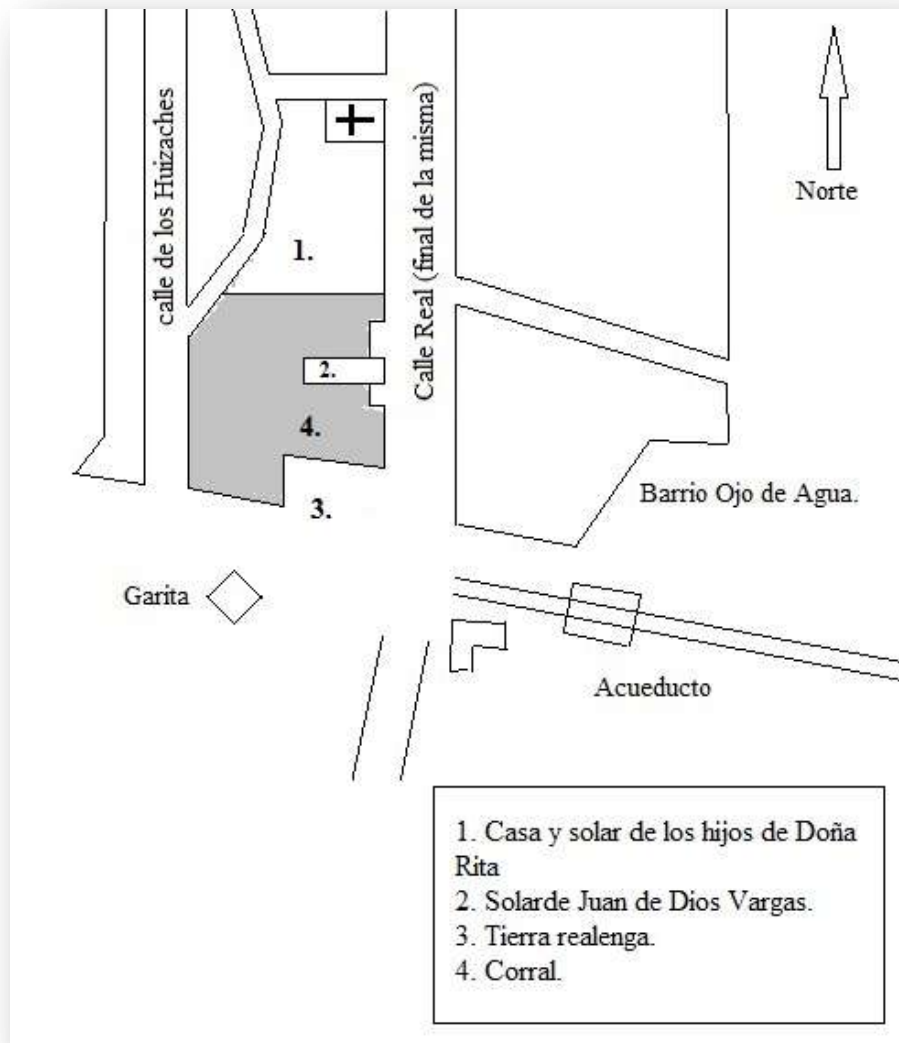 calle de los Huizaches
Calle Real (final de la misma)
Norte
1.
2.
4.
3.
Barrio Ojo de Agua.
Garita
Acueducto
1. Casa y solar de los hijos de Doña
Rita
2. Solarde Juan de Dios Vargas.
3. Tierra realenga.
4. Corral.